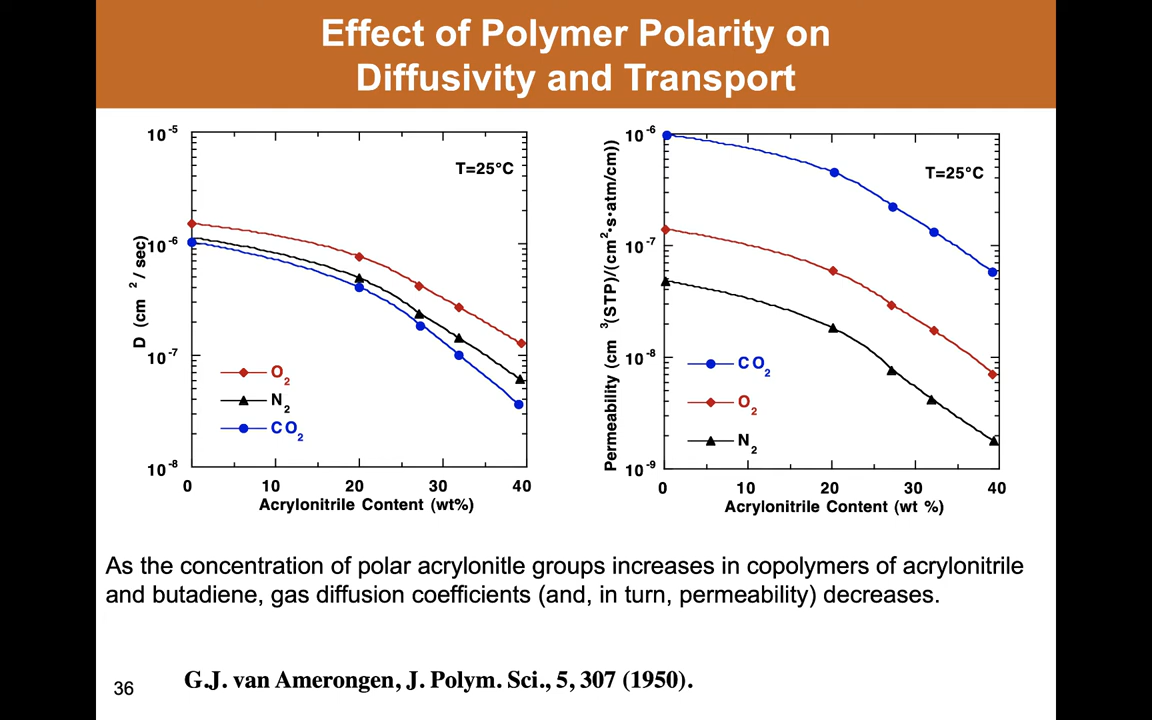 Effect of Polymer Polarity on
Diffusivity and Transport
10-5
10-6
10-7
10-8
D (cm 2 / sec)
T=25°C
O2
N2
CO2
0 10 20 30 40
Acrylonitrile Content (wt%)
10-6
10-7
10-8
10-9
Permeability (cm 3(STP)/(cm2·s·atm/cm))
T=25°C
CO2
O2
N2
0 10 20 30 40
Acrylonitrile Content (wt %)
As the concentration of polar acrylonitle groups increases in copolymers of acrylonitrile
and butadiene, gas diffusion coefficients (and, in turn, permeability) decreases.
36
G.J. van Amerongen, J. Polym. Sci., 5, 307 (1950).